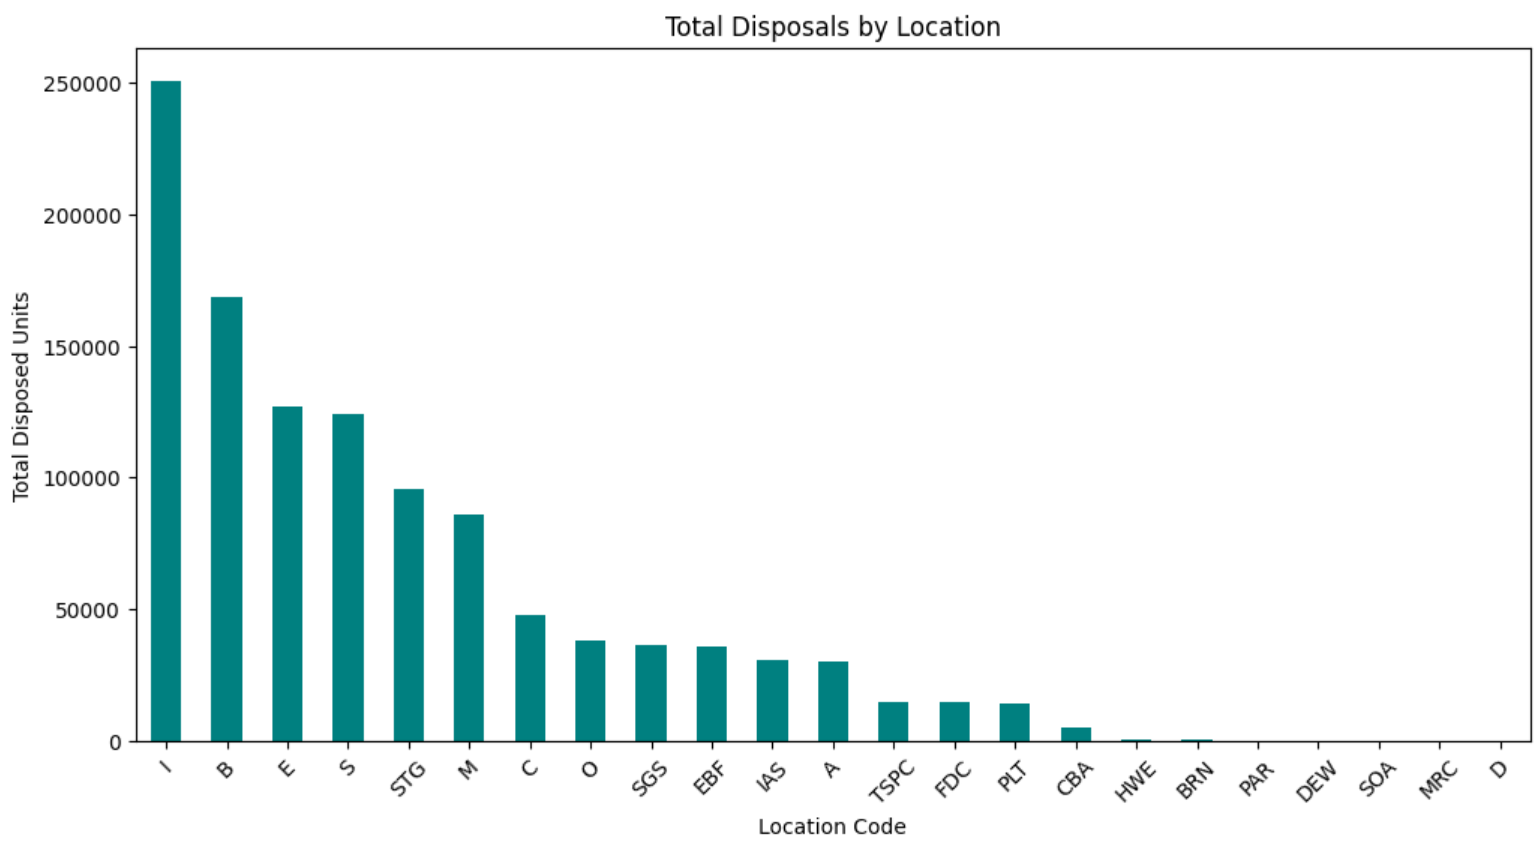 Total Disposals by Location
Total Disposed Units
250000
200000
150000
100000
50000
0
I B E S STG M C O SGS EBF IAS A TSPC FDC PLT CBA HWE BRN PAR DEW SOA MRC D
Location Code